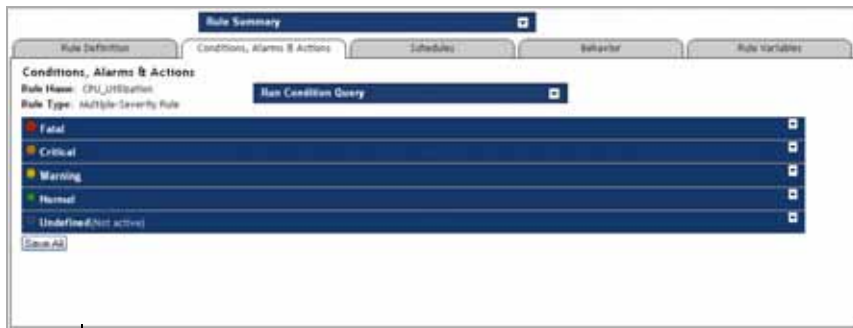 Rule Summary
Rule Definition
Conditions, Alarms & Actions
Schedules
Behavior
Rule Variables
Conditions, Alarms & Actions
Rule Name: CPU_Utilization
Run Condition Query
Rule Type: Multiple-Severity Rule
Fatal
Critical
Warning
Normal
Undefined(Not active)
Save All